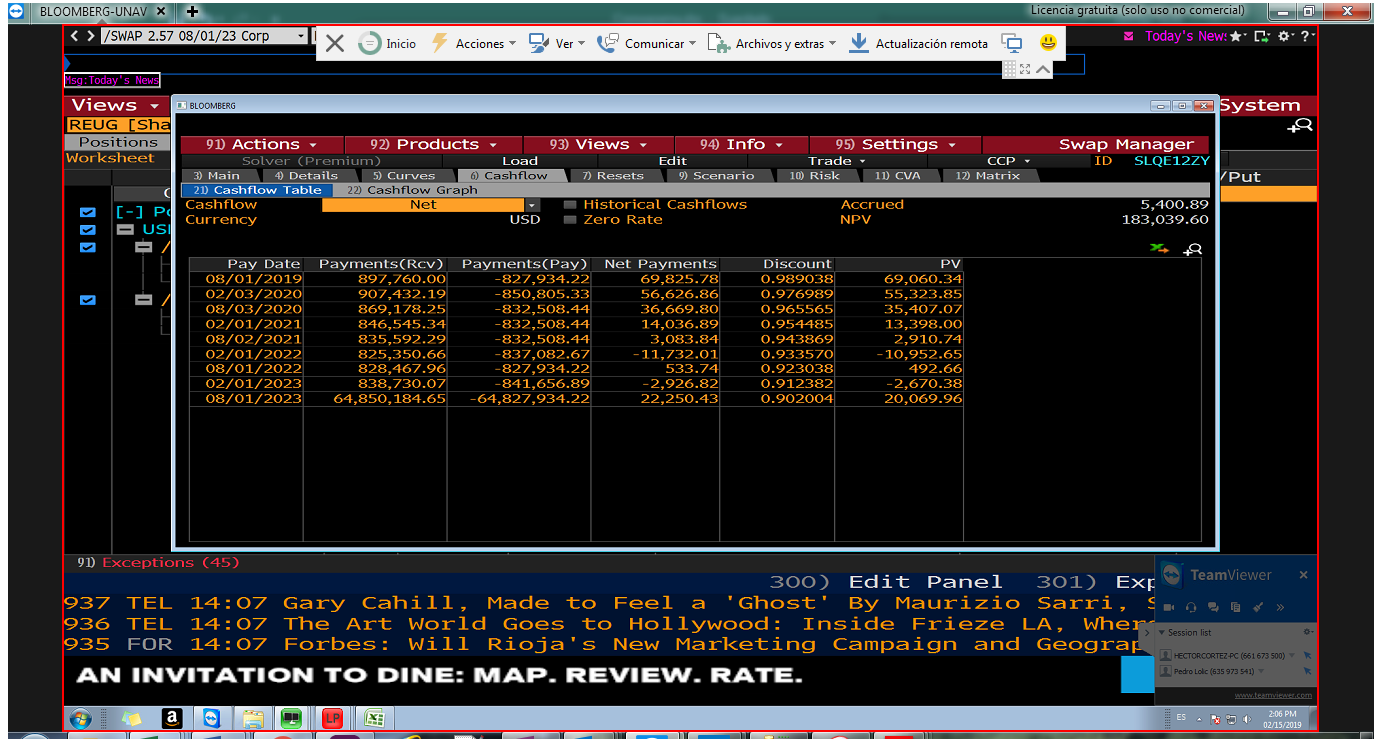 BLOOMBERG-UNAV × +
Licencia gratuita (solo uso no comercial)
/SWAP 2.57 08/01/23 Corp
Inicio Acciones Ver Comunicar Archivos y extras Actualización remota
Today's New
Msg:Today's News
Views
System
BLOOMBERG
REUG [Sha
Positions
91) Actions 92) Products 93) Views 94) Info 95) Settings Swap Manager
Worksheet
Solver (Premium) Load Edit Trade CCP ID SLQE12ZY
3) Main 4) Details 5) Curves 6) Cashflow 7) Resets 9) Scenario 10) Risk 11) CVA 12) Matrix
/Put
21) Cashflow Table 22) Cashflow Graph
Cashflow Net Historical Cashflows Accrued 5,400.89
[-] Po
Currency USD Zero Rate NPV 183,039.60
USI
Pay Date Payments(Rcv) Payments(Pay) Net Payments Discount PV
08/01/2019 897,760.00 -827,934.22 69,825.78 0.989038 69,060.34
02/03/2020 907,432.19 -850,805.33 56,626.86 0.976989 55,323.85
08/03/2020 869,178.25 -832,508.44 36,669.80 0.965565 35,407.07
02/01/2021 846,545.34 -832,508.44 14,036.89 0.954485 13,398.00
08/02/2021 835,592.29 -832,508.44 3,083.84 0.943869 2,910.74
02/01/2022 825,350.66 -837,082.67 -11,732.01 0.933570 -10,952.65
08/01/2022 828,467.96 -827,934.22 533.74 0.923038 492.66
02/01/2023 838,730.07 -841,656.89 -2,926.82 0.912382 -2,670.38
08/01/2023 64,850,184.65 -64,827,934.22 22,250.43 0.902004 20,069.96
91) Exceptions (45)
300) Edit Panel 301) Exp
937 TEL 14:07 Gary Cahill, Made to Feel a 'Ghost' By Maurizio Sarri, S
936 TEL 14:07 The Art World Goes to Hollywood: Inside Frieze LA, Wher
935 FOR 14:07 Forbes: Will Rioja's New Marketing Campaign and Geograp
AN INVITATION TO DINE: MAP. REVIEW. RATE.
TeamViewer
Session list
HECTORCORTEZ-PC (661 673 500)
Pedro Lolic (635 973 541)
www.teamviewer.com
a LP
ES 2:06 PM
02/15/2019